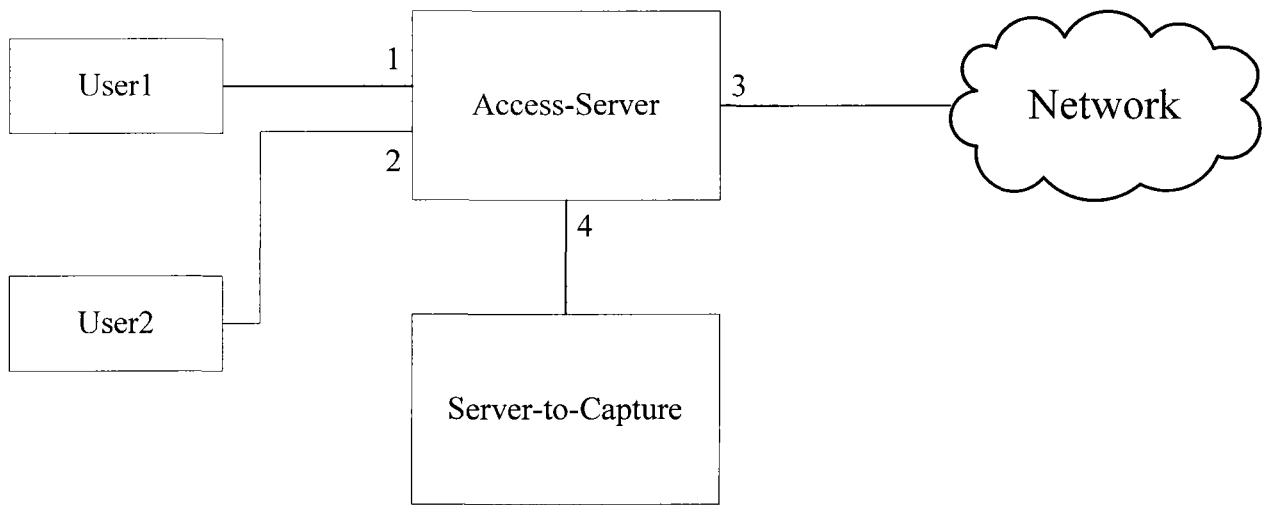 User1
1
Access-Server
3
Network
2
4
User2
Server-to-Capture